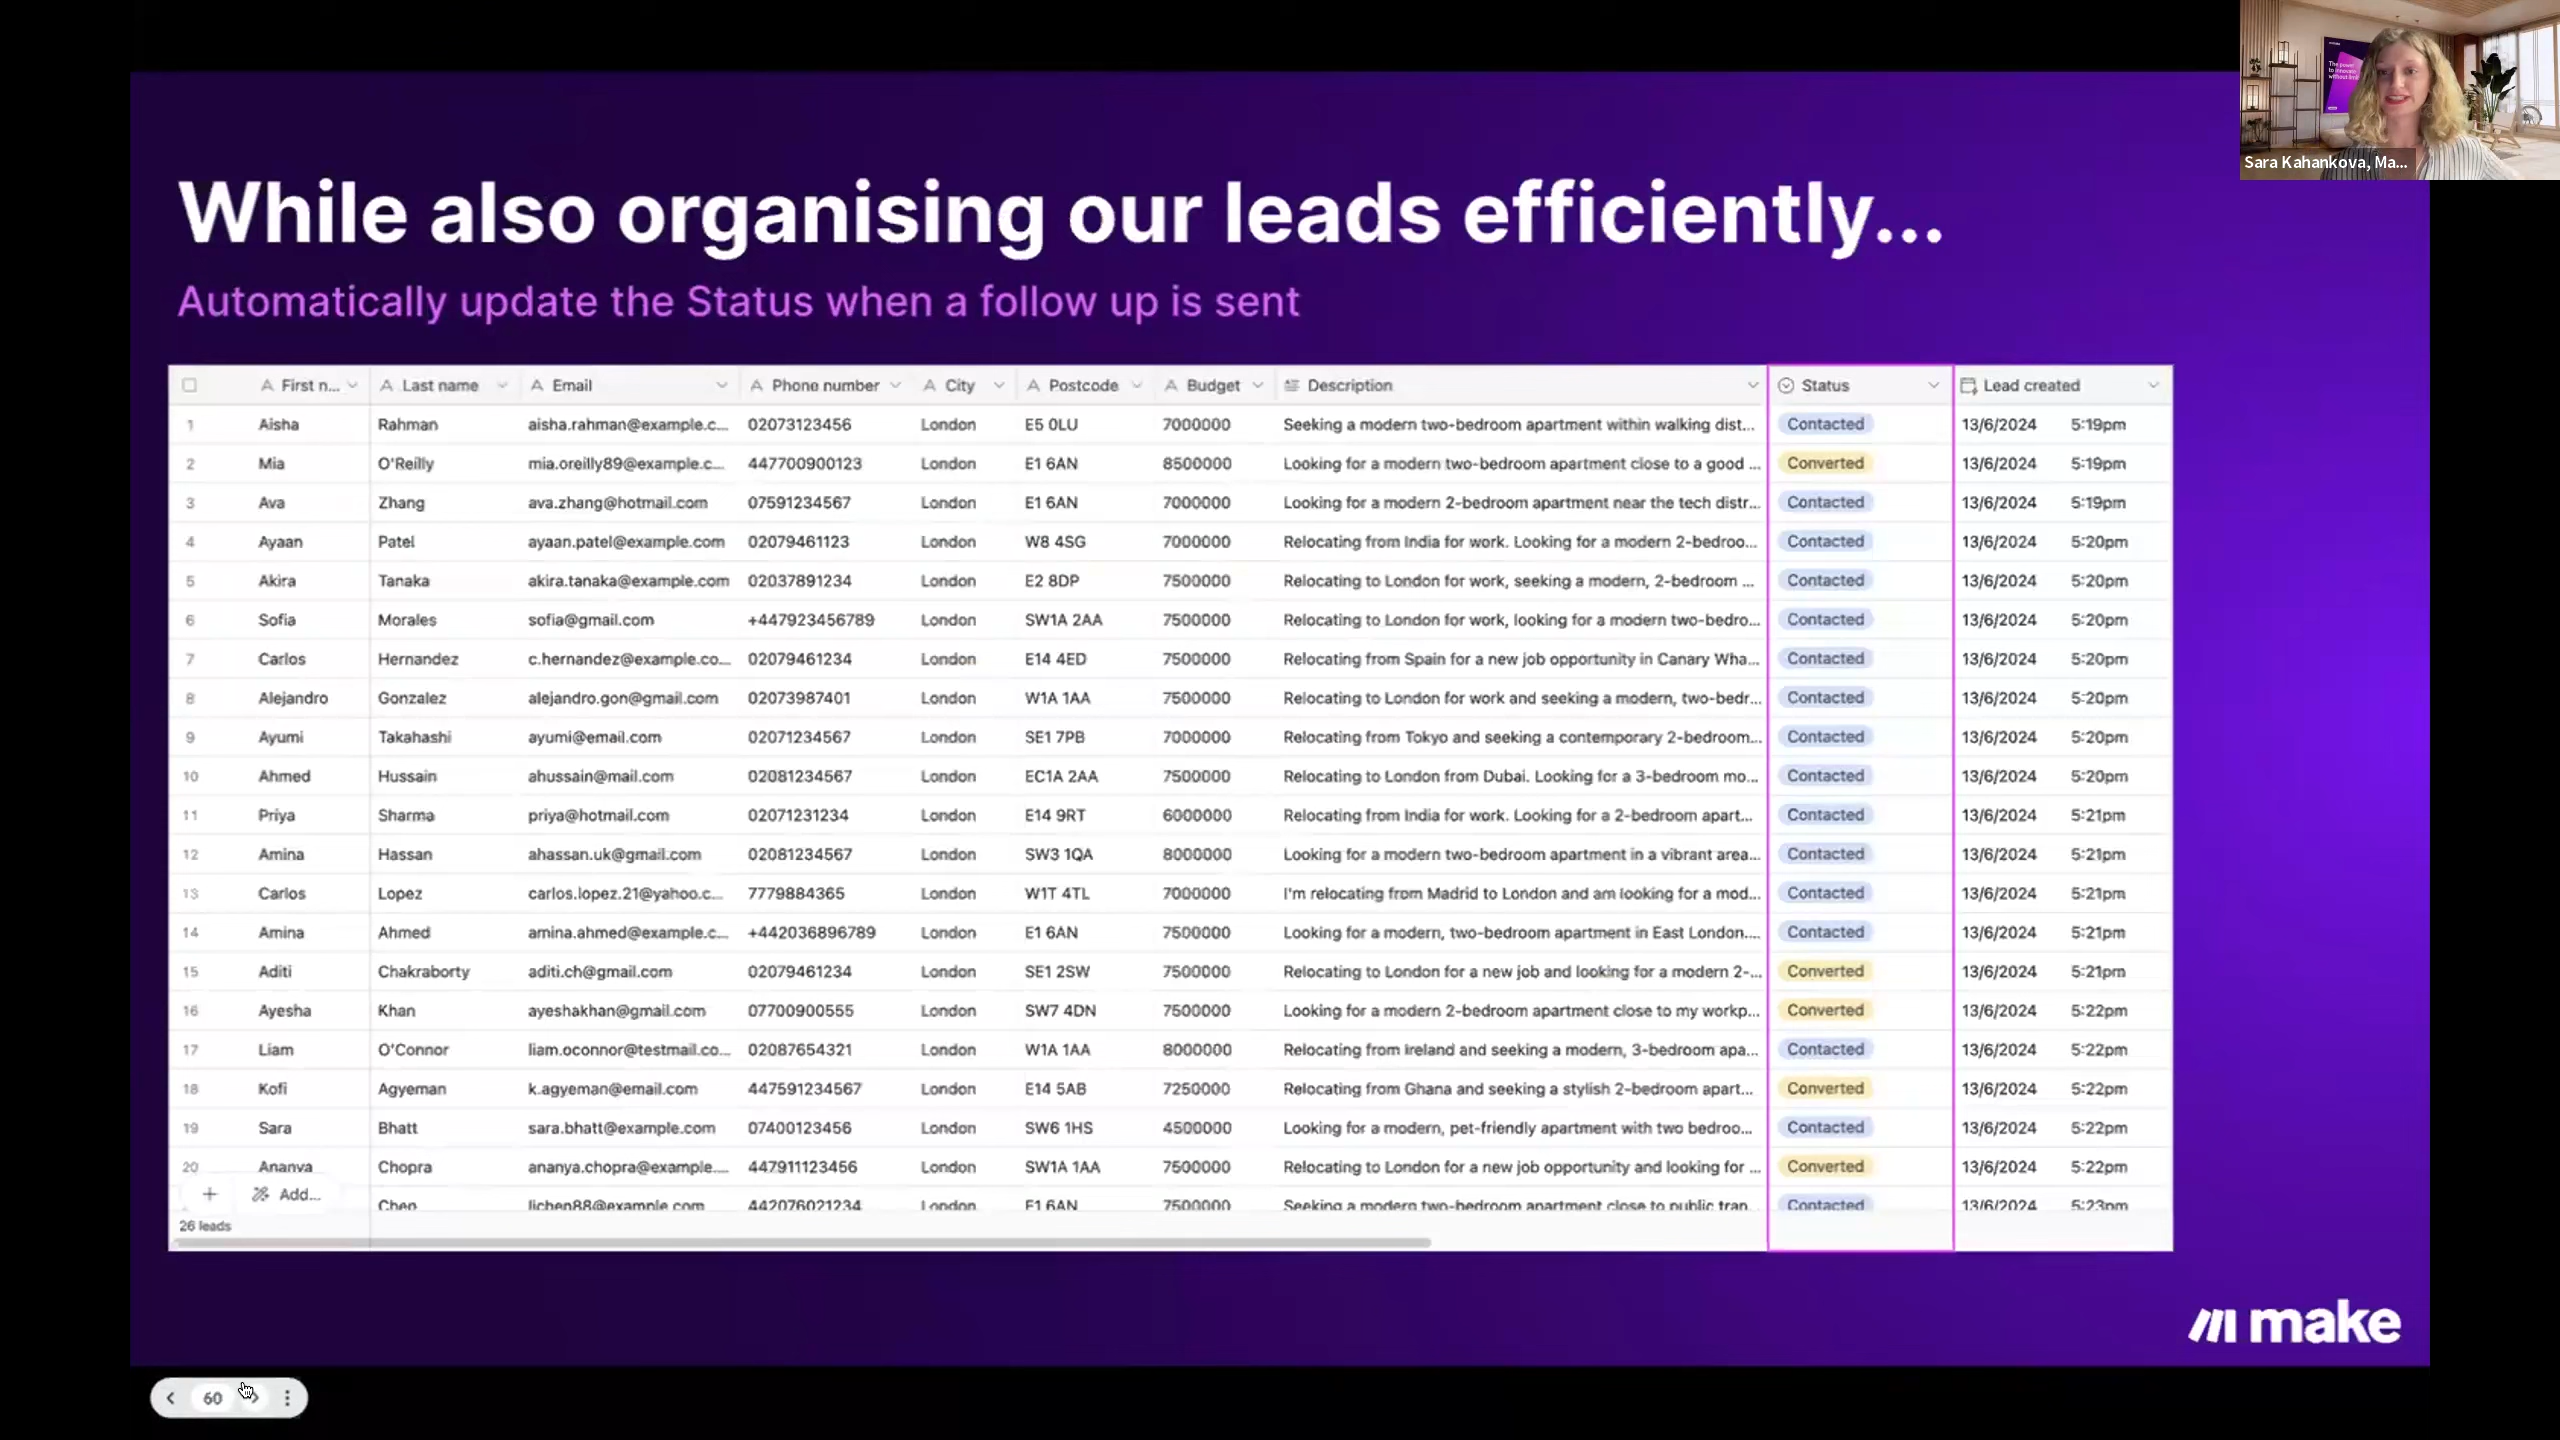 The power
Sara Kahankova, Ma...
While also organising our leads efficiently...
Automatically update the Status when a follow up is sent
First n... Last name Email Phone number City Postcode Budget Description Status Lead created
1 Aisha Rahman aisha.rahman@example.c... 02073123456 London E5 0LU 7000000 Seeking a modern two-bedroom apartment within walking dist... Contacted 13/6/2024 5:19pm
2 Mia O'Reilly mia.oreilly89@example.c... 447700900123 London E1 6AN 8500000 Looking for a modern two-bedroom apartment close to a good ... Converted 13/6/2024 5:19pm
3 Ava Zhang ava.zhang@hotmail.com 07591234567 London E1 6AN 7000000 Looking for a modern 2-bedroom apartment near the tech distr... Contacted 13/6/2024 5:19pm
4 Ayaan Patel ayaan.patel@example.com 02079461123 London W8 4SG 7000000 Relocating from India for work. Looking for a modern 2-bedroo... Contacted 13/6/2024 5:20pm
5 Akira Tanaka akira.tanaka@example.com 02037891234 London E2 8DP 7500000 Relocating to London for work, seeking a modern, 2-bedroom ... Contacted 13/6/2024 5:20pm
6 Sofia Morales sofia@gmail.com +447923456789 London SW1A 2AA 7500000 Relocating to London for work, looking for a modern two-bedro... Contacted 13/6/2024 5:20pm
7 Carlos Hernandez c.hernandez@example.co... 02079461234 London E14 4ED 7500000 Relocating from Spain for a new job opportunity in Canary Wha... Contacted 13/6/2024 5:20pm
8 Alejandro Gonzalez alejandro.gon@gmail.com 02073987401 London W1A 1AA 7500000 Relocating to London for work and seeking a modern, two-bedr... Contacted 13/6/2024 5:20pm
9 Ayumi Takahashi ayumi@email.com 02071234567 London SE1 7PB 7000000 Relocating from Tokyo and seeking a contemporary 2-bedroom... Contacted 13/6/2024 5:20pm
10 Ahmed Hussain ahussain@mail.com 02081234567 London EC1A 2AA 7500000 Relocating to London from Dubai. Looking for a 3-bedroom mo... Contacted 13/6/2024 5:20pm
11 Priya Sharma priya@hotmail.com 02071231234 London E14 9RT 6000000 Relocating from India for work. Looking for a 2-bedroom apart... Contacted 13/6/2024 5:21pm
12 Amina Hassan ahassan.uk@gmail.com 02081234567 London SW3 1QA 8000000 Looking for a modern two-bedroom apartment in a vibrant area... Contacted 13/6/2024 5:21pm
13 Carlos Lopez carlos.lopez.21@yahoo.c... 7779884365 London W1T 4TL 7000000 I'm relocating from Madrid to London and am looking for a mod... Contacted 13/6/2024 5:21pm
14 Amina Ahmed amina.ahmed@example.c... +442036896789 London E1 6AN 7500000 Looking for a modern, two-bedroom apartment in East London.... Contacted 13/6/2024 5:21pm
15 Aditi Chakraborty aditi.ch@gmail.com 02079461234 London SE1 2SW 7500000 Relocating to London for a new job and looking for a modern 2-... Converted 13/6/2024 5:21pm
16 Ayesha Khan ayeshakhan@gmail.com 07700900555 London SW7 4DN 7500000 Looking for a modern 2-bedroom apartment close to my workp... Converted 13/6/2024 5:22pm
17 Liam O'Connor liam.oconnor@testmail.co... 02087654321 London W1A 1AA 8000000 Relocating from Ireland and seeking a modern, 3-bedroom apa... Contacted 13/6/2024 5:22pm
18 Kofi Agyeman k.agyeman@email.com 447591234567 London E14 5AB 7250000 Relocating from Ghana and seeking a stylish 2-bedroom apart... Converted 13/6/2024 5:22pm
19 Sara Bhatt sara.bhatt@example.com 07400123456 London SW6 1HS 4500000 Looking for a modern, pet-friendly apartment with two bedroo... Contacted 13/6/2024 5:22pm
20 Ananya Chopra ananya.chopra@example.... 447911123456 London SW1A 1AA 7500000 Relocating to London for a new job opportunity and looking for ... Converted 13/6/2024 5:22pm
Add...
Chen lichen88@example.com 442076021234 London E1 6AN 7500000 Seeking a modern two-bedroom apartment close to public tran... Contacted 13/6/2024 5:23pm
26 leads
make
60